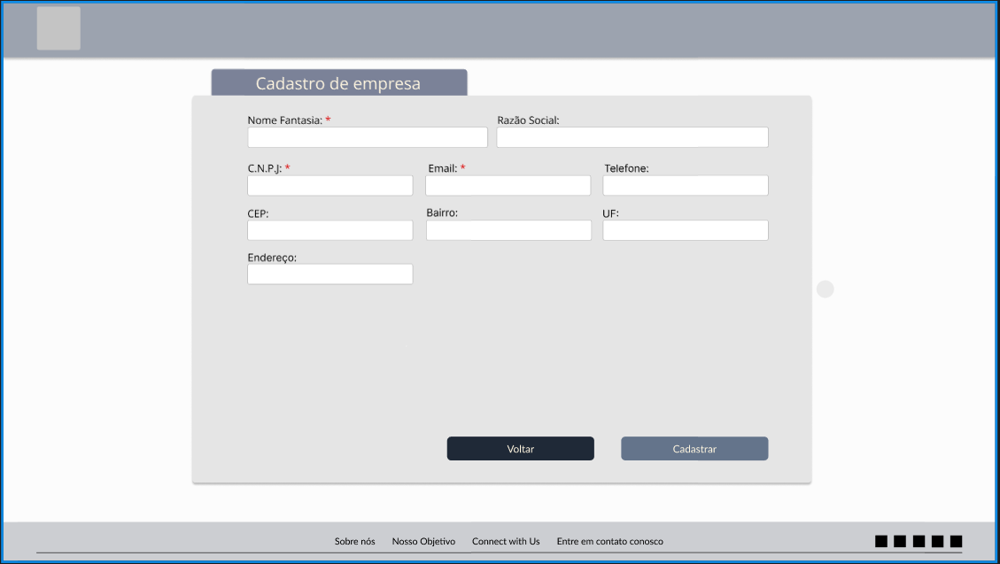 Cadastro de empresa
Nome Fantasia: * Razão Social:
C.N.P.J: * Email: * Telefone:
CEP: Bairro: UF:
Endereço:
Voltar Cadastrar
Sobre nós Nosso Objetivo Connect with Us Entre em contato conosco